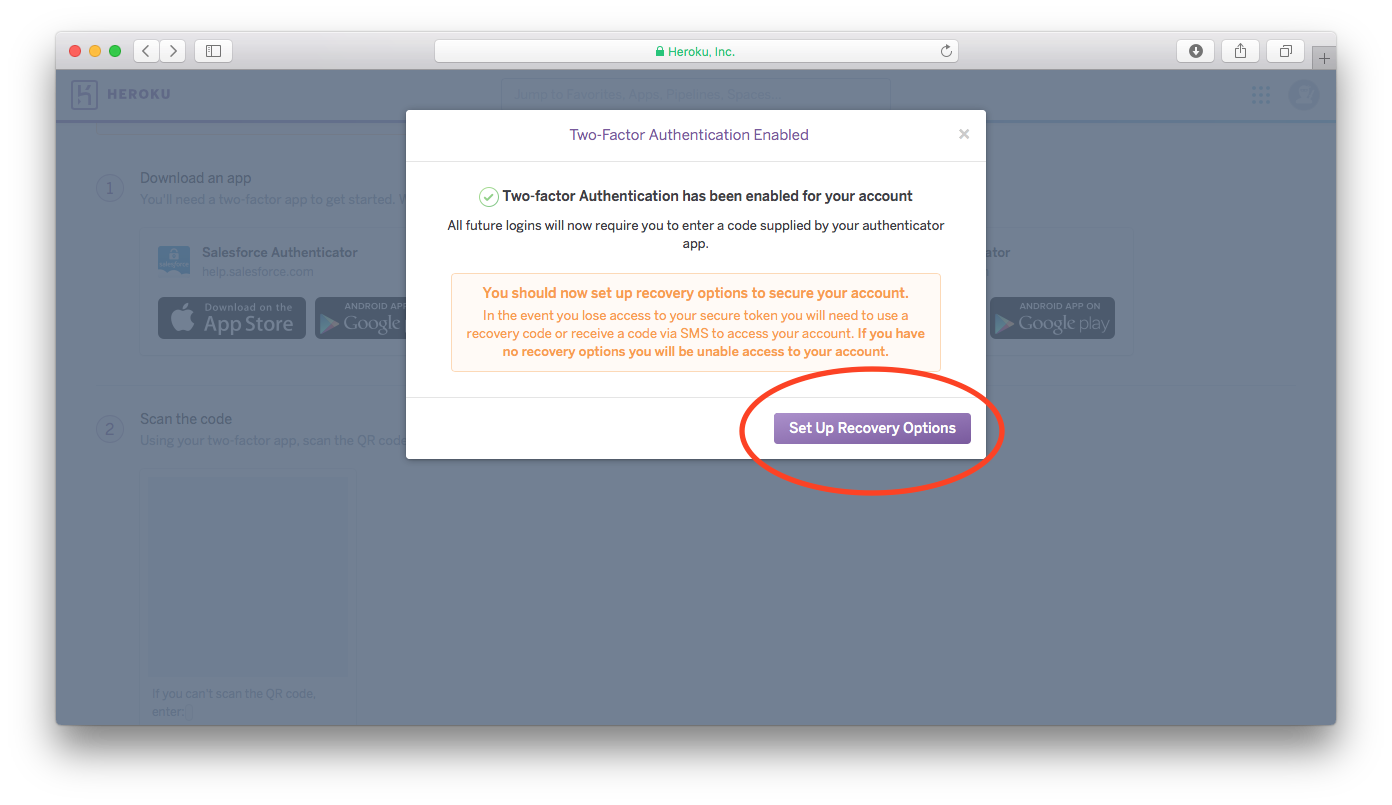 Heroku, Inc.
HEROKU
Jump to Favorites, Apps, Pipelines, Spaces...
Two-Factor Authentication Enabled
Two-factor Authentication has been enabled for your account
All future logins will now require you to enter a code supplied by your authenticator
app.
You should now set up recovery options to secure your account.
In the event you lose access to your secure token you will need to use a
recovery code or receive a code via SMS to access your account. If you have
no recovery options you will be unable access to your account.
Set Up Recovery Options
1
Download an app
You'll need a two-factor app to get started. W
Salesforce Authenticator
help.salesforce.com
Download on the
App Store
ANDROID APP
Google
ator
ANDROID APP ON
Google play
2
Scan the code
Using your two-factor app, scan the QR code
If you can't scan the QR code,
enter: